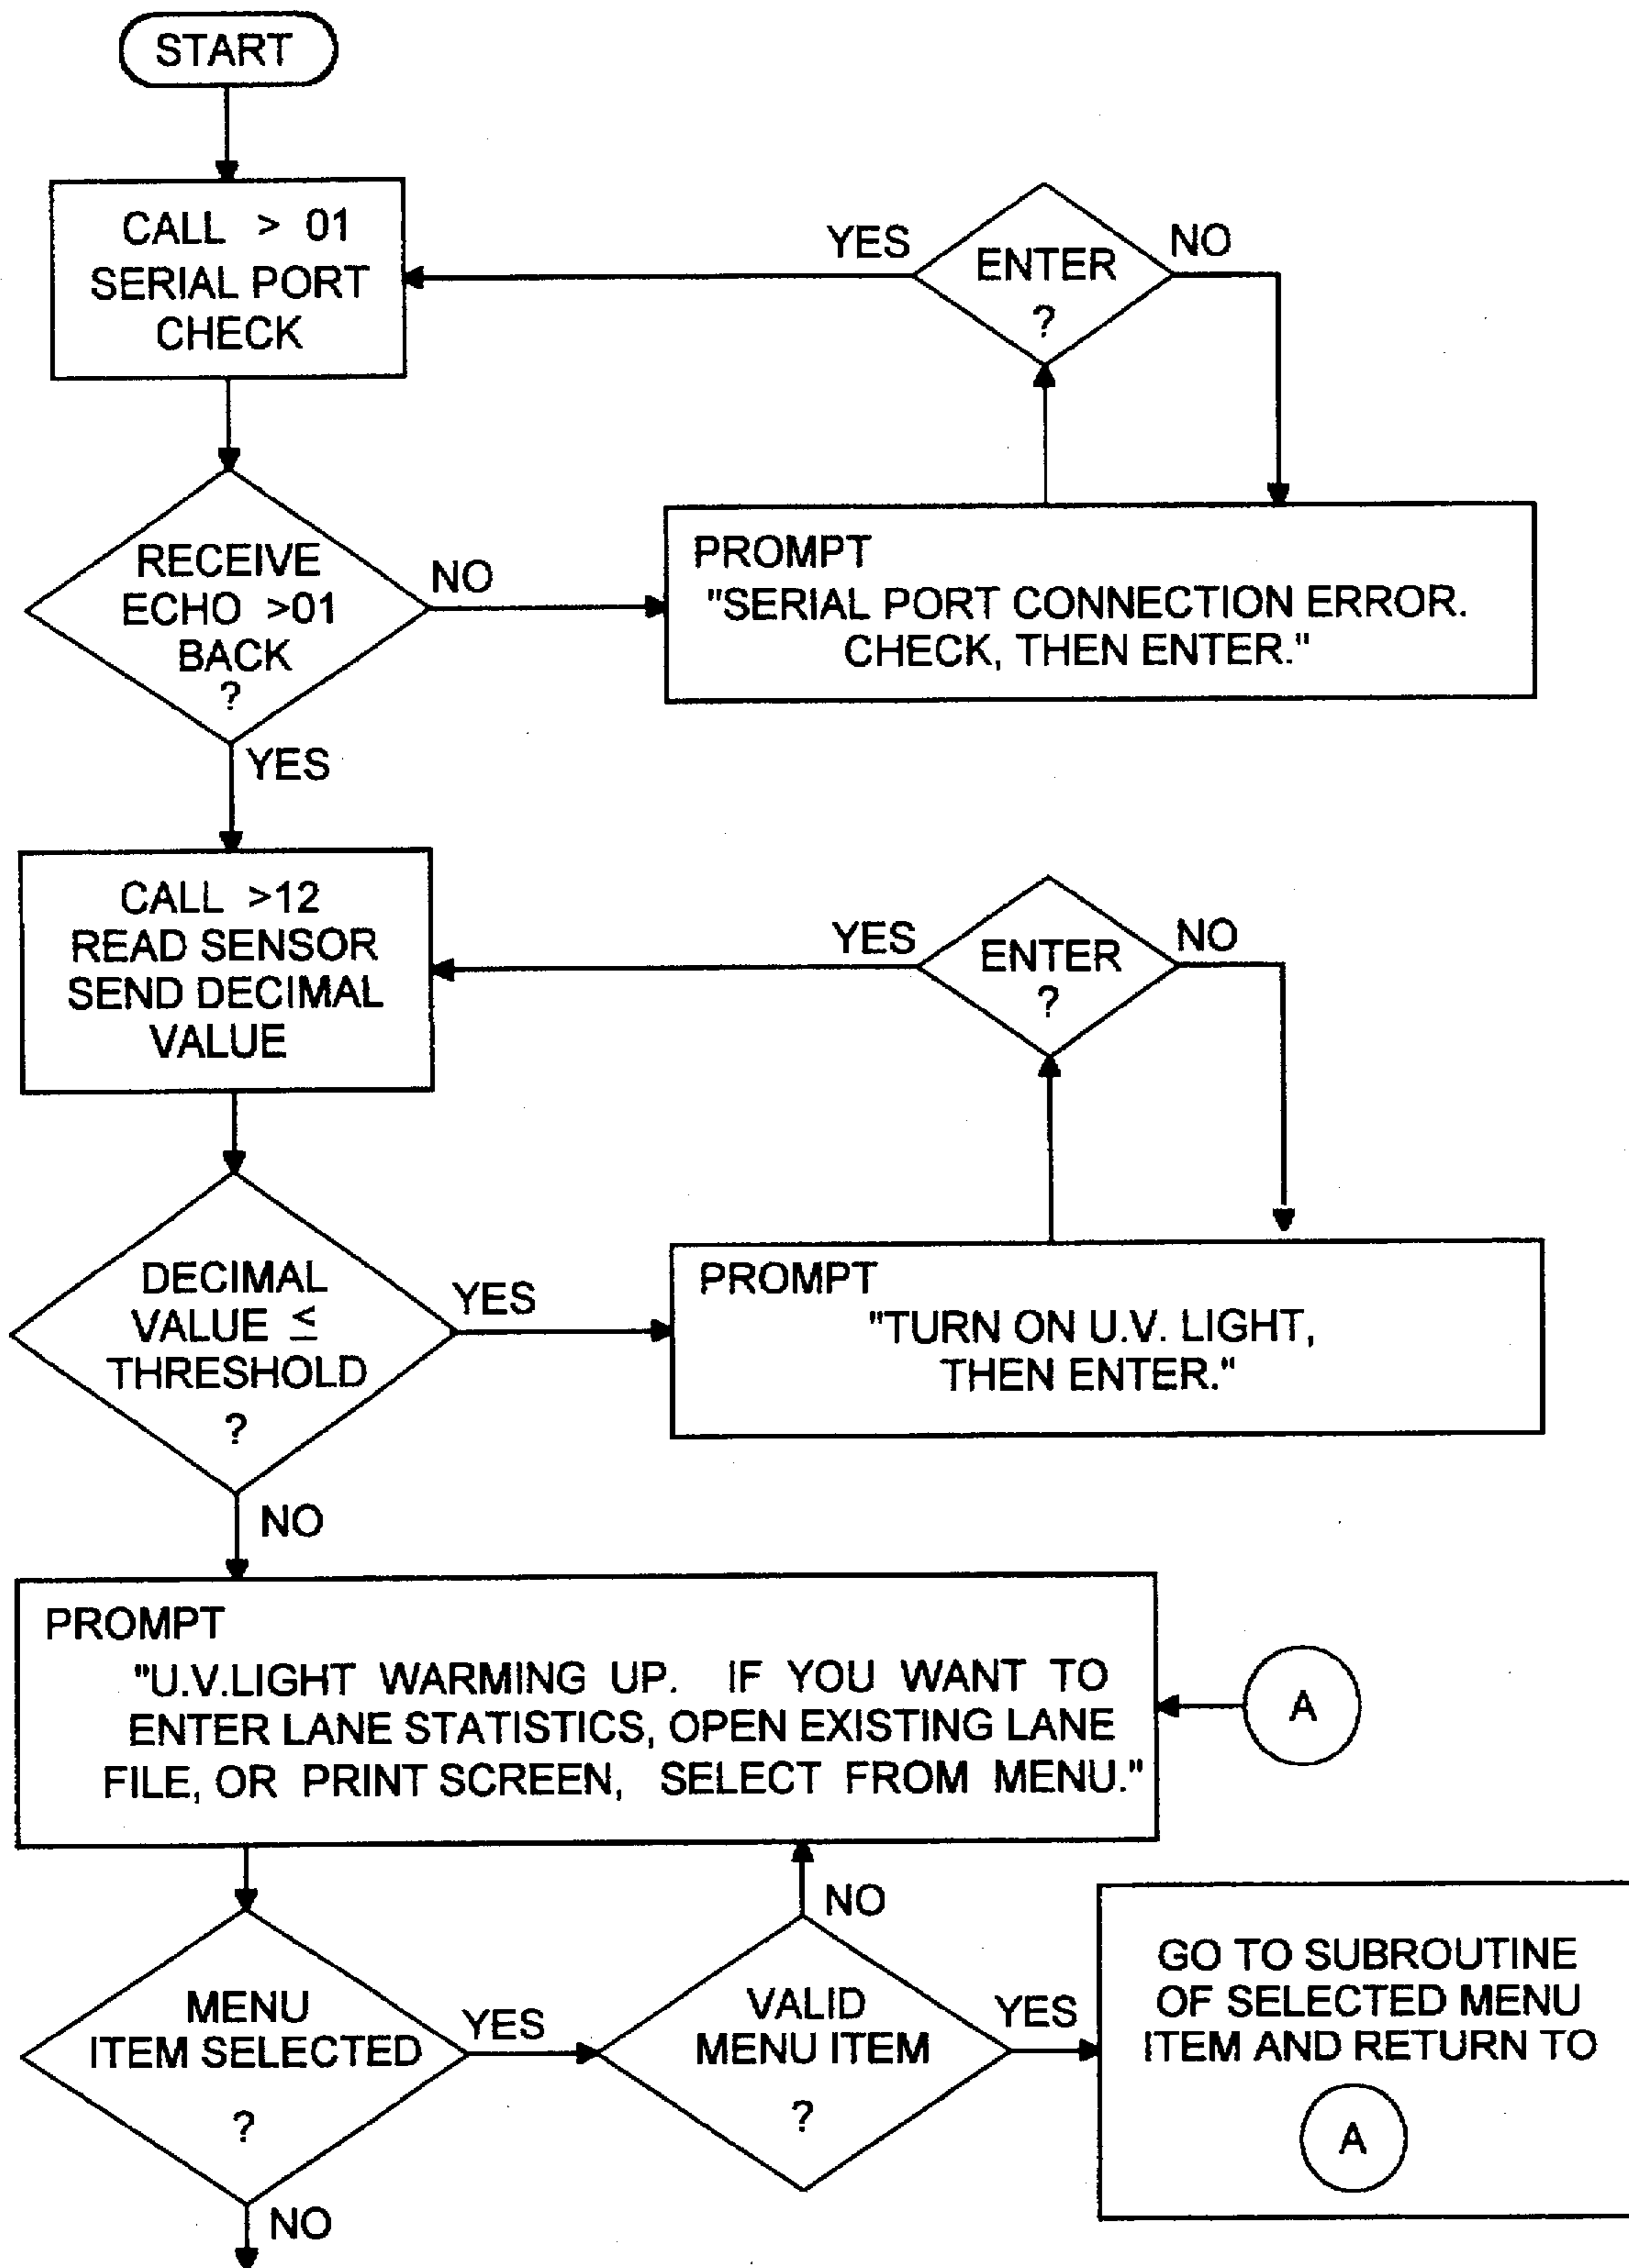 START
CALL > 01
SERIAL PORT
CHECK
YES
ENTER
?
NO
RECEIVE
ECHO >01
BACK
?
NO
PROMPT
"SERIAL PORT CONNECTION ERROR.
CHECK, THEN ENTER."
YES
CALL >12
READ SENSOR
SEND DECIMAL
VALUE
YES
ENTER
?
NO
DECIMAL
VALUE ≤
THRESHOLD
?
YES
PROMPT
"TURN ON U.V. LIGHT,
THEN ENTER."
NO
PROMPT
"U.V.LIGHT WARMING UP. IF YOU WANT TO
ENTER LANE STATISTICS, OPEN EXISTING LANE
FILE, OR PRINT SCREEN, SELECT FROM MENU."
A
MENU
ITEM SELECTED
?
YES
NO
VALID
MENU ITEM
?
YES
GO TO SUBROUTINE
OF SELECTED MENU
ITEM AND RETURN TO
A
NO